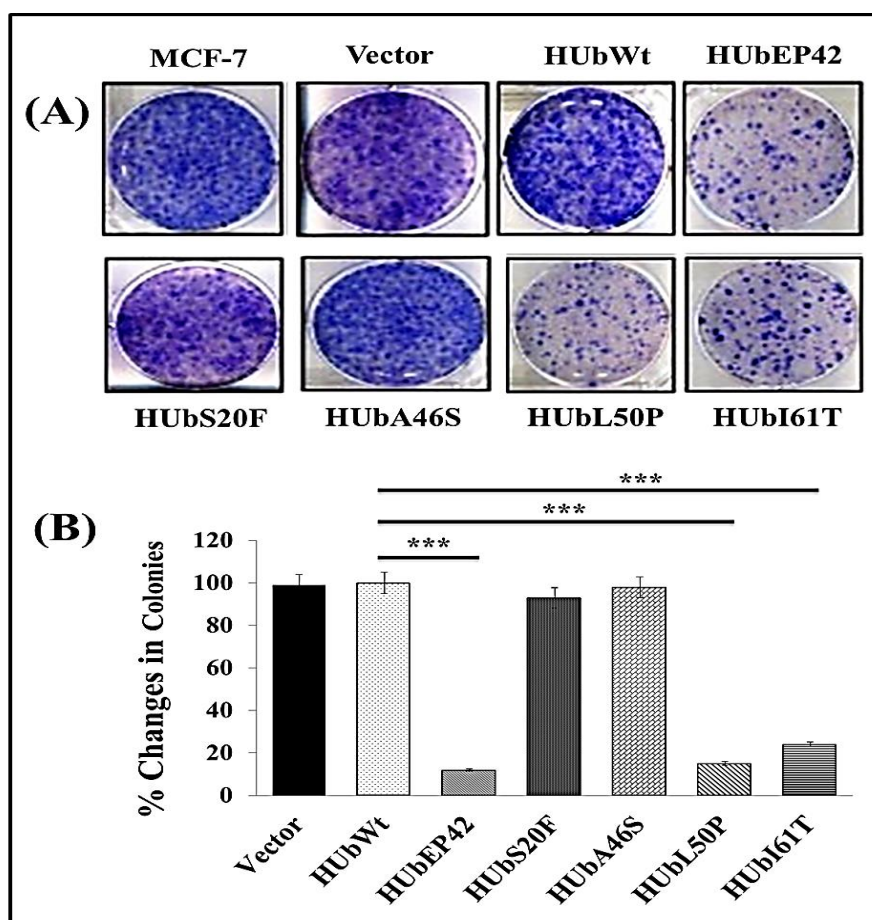 MCF-7 Vector HUbWt HUbEP42
(A)
HUbS20F HUbA46S HUbL50P HUbI61T
(B)
***
***
***
% Changes in Colonies
120
100
80
60
40
20
0
Vector
HUbWt
HUbEP42
HUbS20F
HUbA46S
HUbL50P
HUbI61T